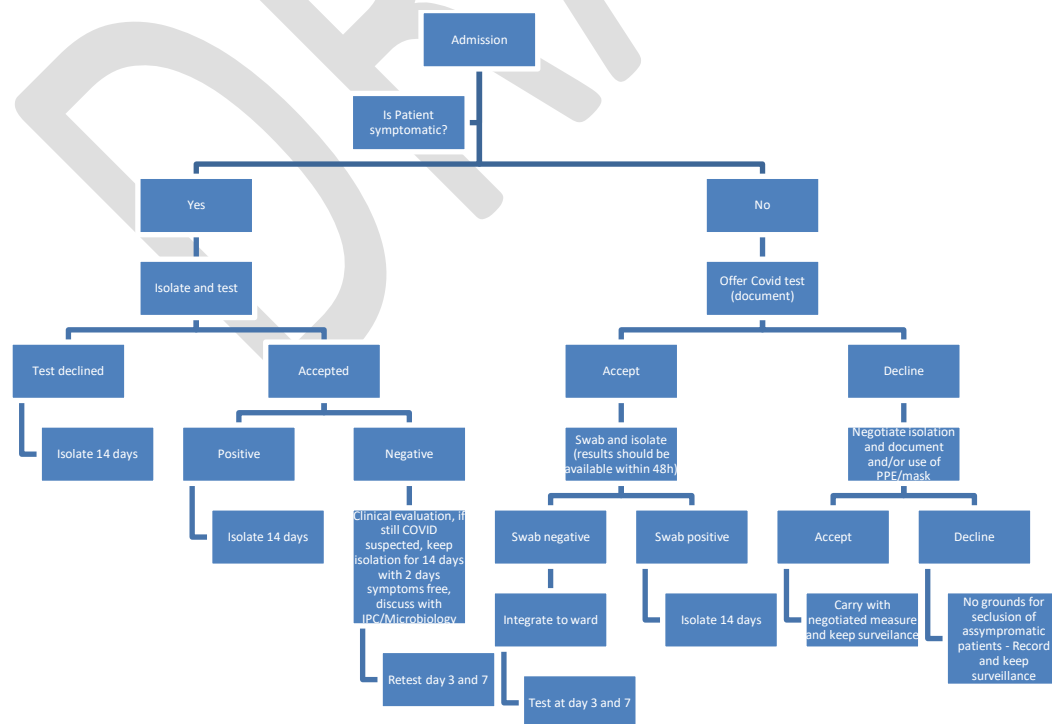 Admission
Is Patient
symptomatic?
Yes
No
Isolate and test
Offer Covid test
(document)
Test declined
Accepted
Accept
Decline
Isolate 14 days
Positive
Negative
Swab and isolate
(results should be
available within 48h)
Negotiate isolation
and document
and/or use of
PPE/mask
Isolate 14 days
Clinical evaluation, if
still COVID
suspected, keep
isolation for 14 days
with 2 days
symptoms free,
discuss with
IPC/Microbiology
Swab negative
Swab positive
Accept
Decline
Retest day 3 and 7
Integrate to ward
Isolate 14 days
Carry with
negotiated measure
and keep surveilance
No grounds for
seclusion of
assympromatic
patients - Record
and keep
surveillance
Test at day 3 and 7